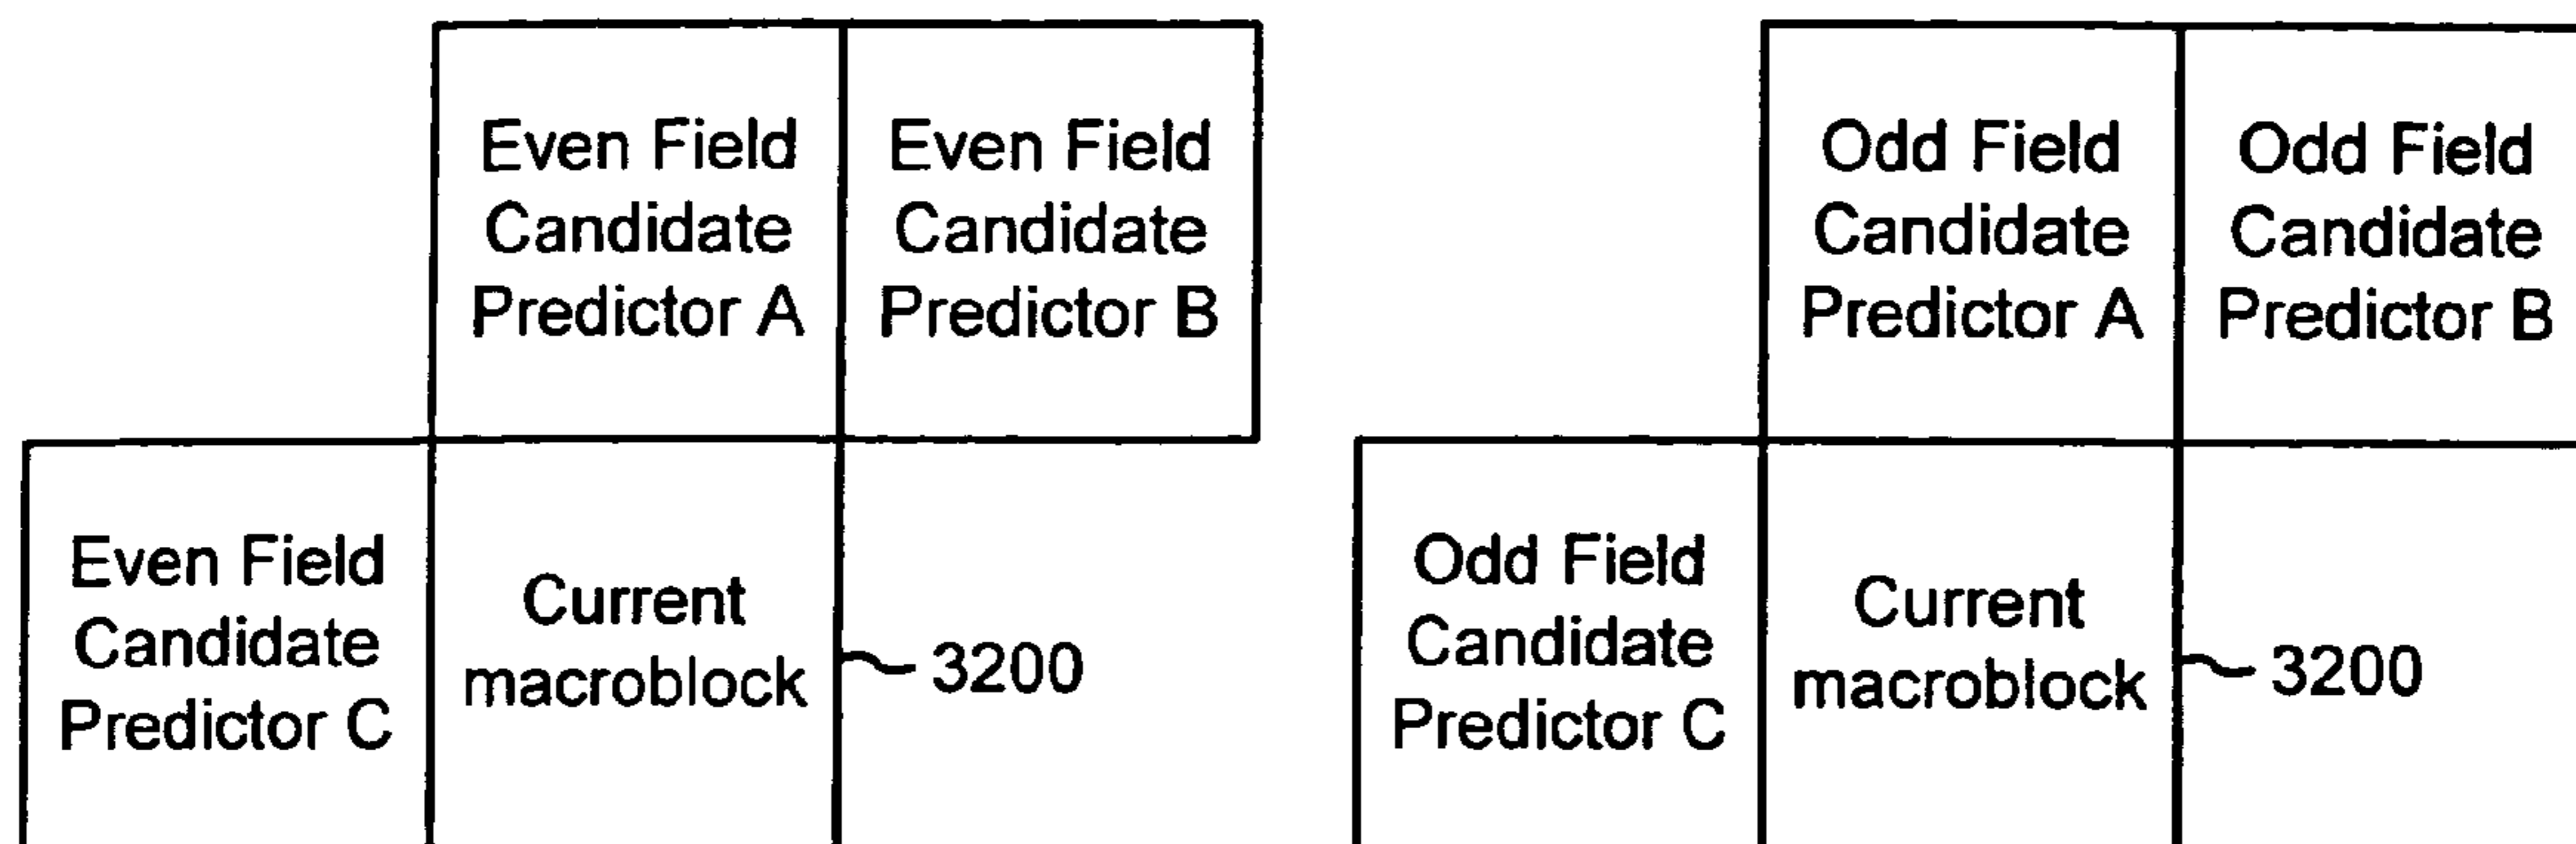 Even Field
Candidate
Predictor A
Even Field
Candidate
Predictor B
Even Field
Candidate
Predictor C
Current
macroblock
3200
Odd Field
Candidate
Predictor A
Odd Field
Candidate
Predictor B
Odd Field
Candidate
Predictor C
Current
macroblock
3200